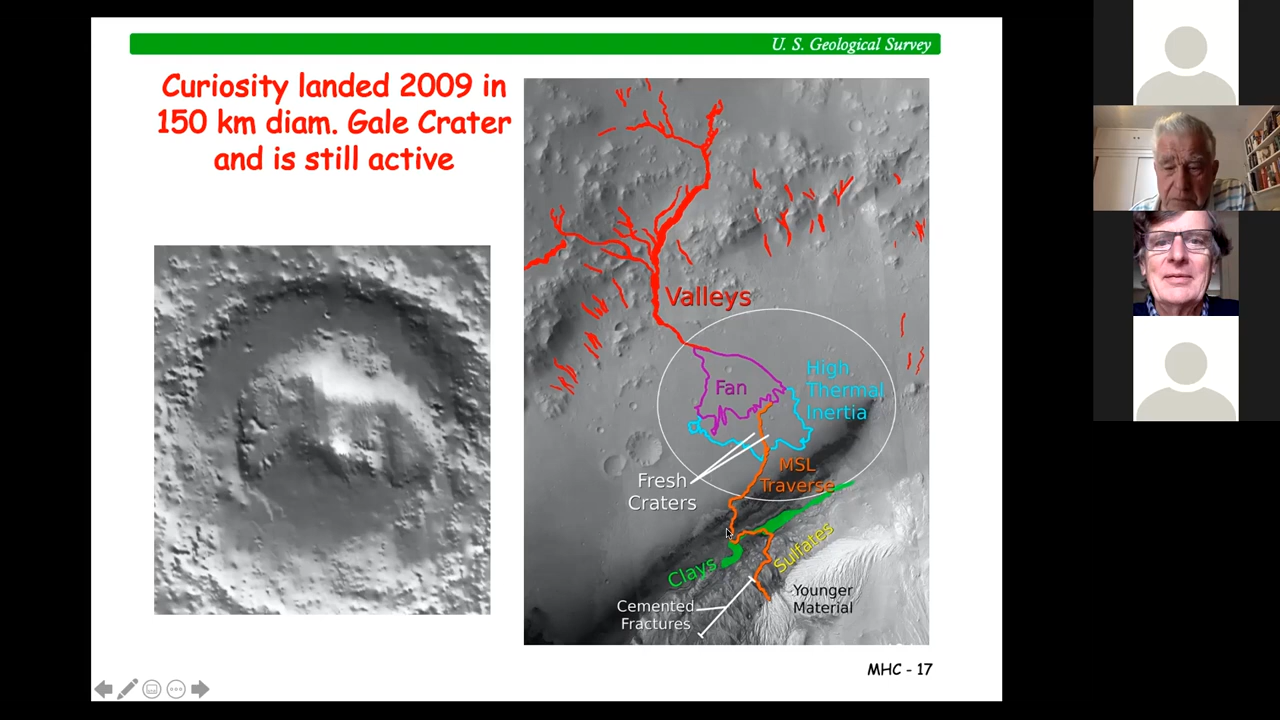 U. S. Geological Survey
Curiosity landed 2009 in
150 km diam. Gale Crater
and is still active
Valleys
Fan
High
Thermal
Inertia
MSL
Traverse
Fresh
Craters
Sulfates
Clays
Younger
Material
Cemented
Fractures
MHC - 17